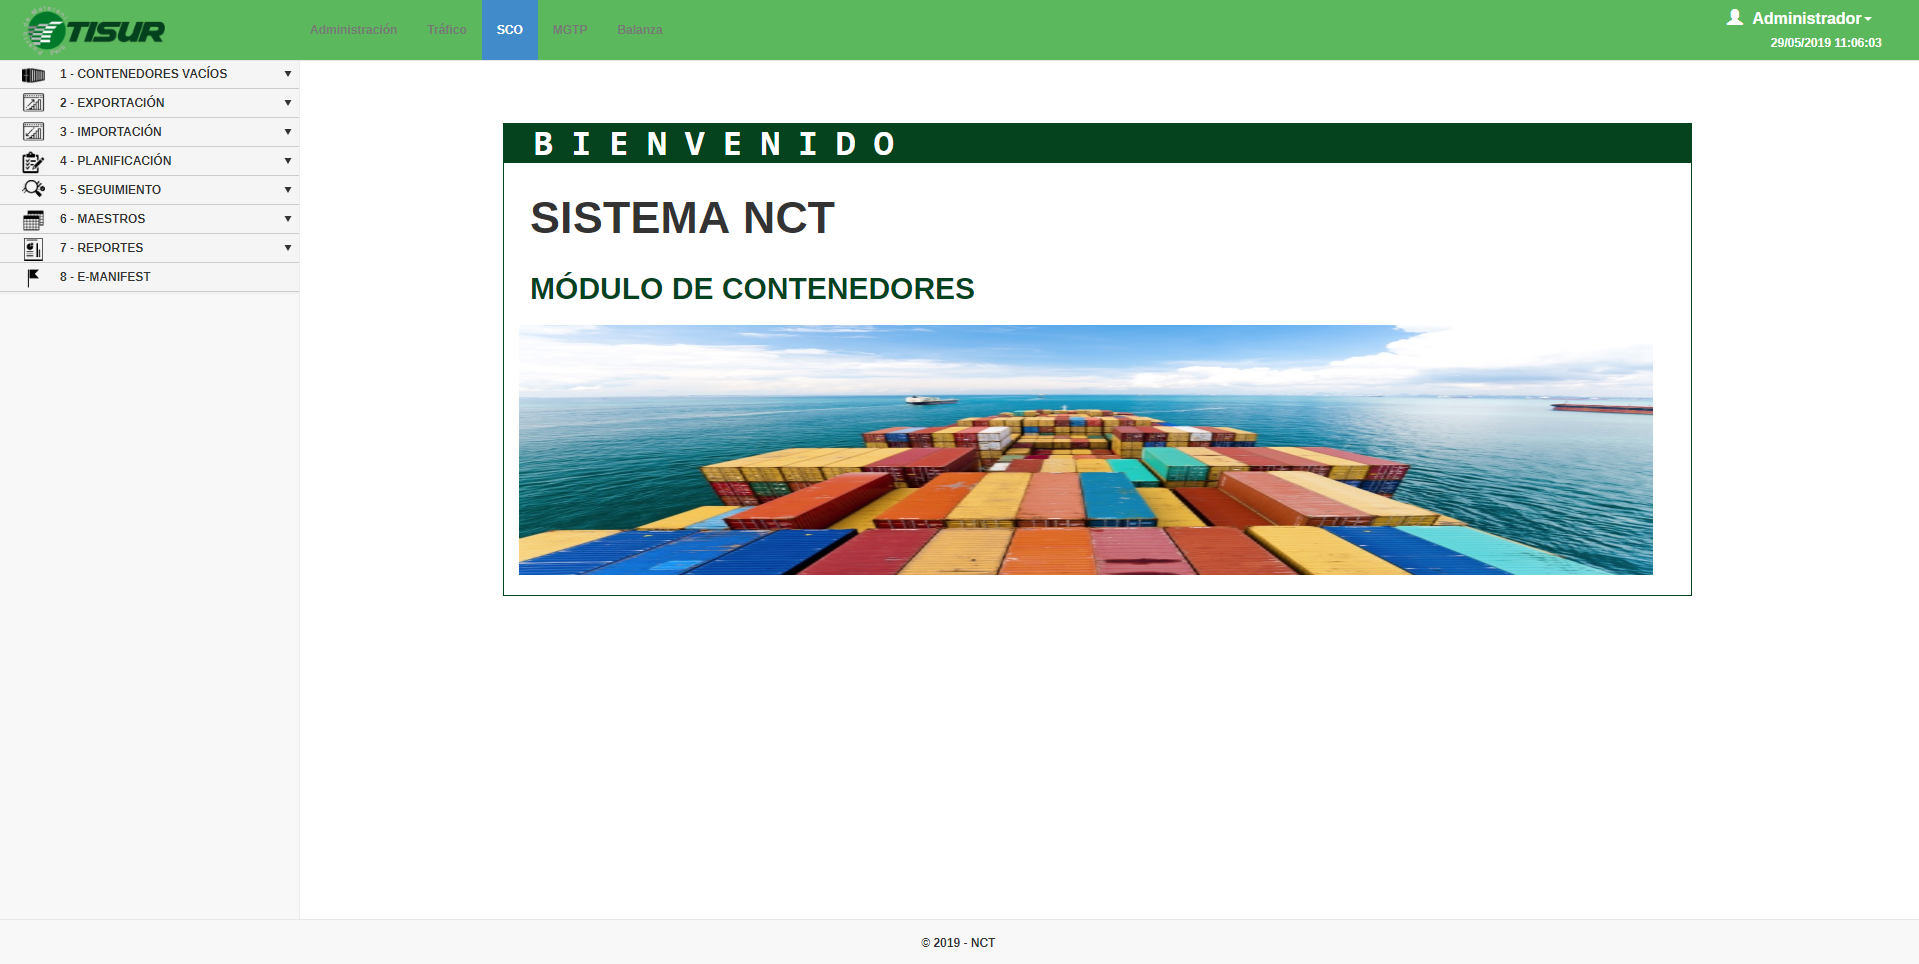 TISUR
Administración Tráfico SCO MGTP Balanza
Administrador
29/05/2019 11:06:03
1 - CONTENEDORES VACÍOS
2 - EXPORTACIÓN
3 - IMPORTACIÓN
4 - PLANIFICACIÓN
5 - SEGUIMIENTO
6 - MAESTROS
7 - REPORTES
8 - E-MANIFEST
BIENVENIDO
SISTEMA NCT
MÓDULO DE CONTENEDORES
© 2019 - NCT